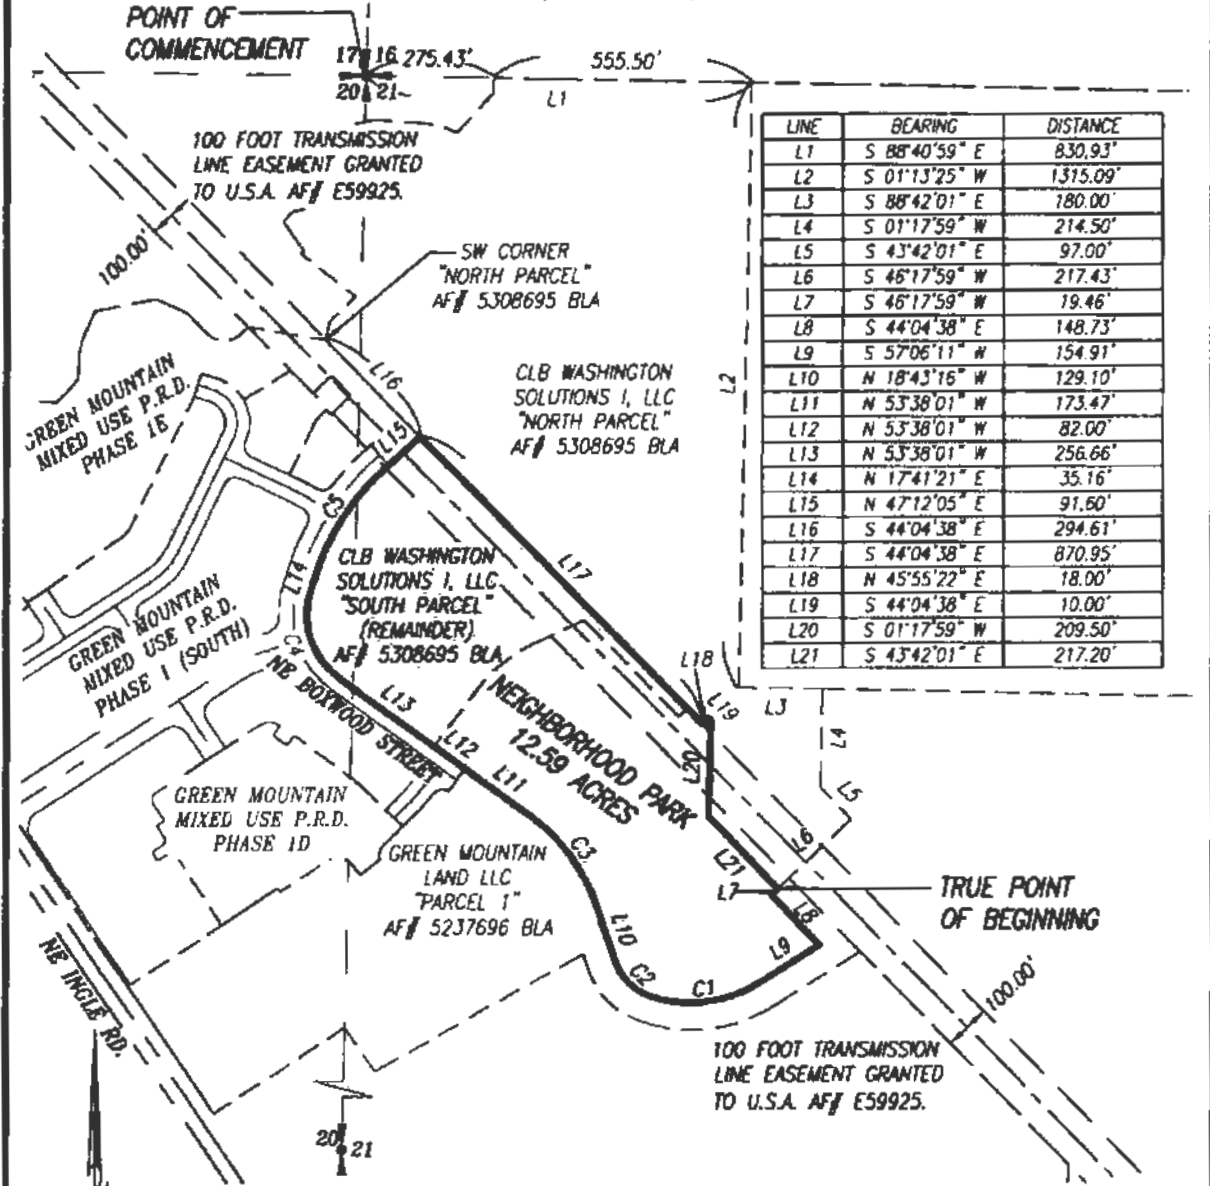 POINT OF
COMMENCEMENT
17 16
20 21
275.43'
555.50'
L1
100 FOOT TRANSMISSION
LINE EASEMENT GRANTED
TO U.S.A. AF# E59925.
100.00'
SW CORNER
"NORTH PARCEL"
AF# 5308695 BLA
L16
L2
CLB WASHINGTON
SOLUTIONS I, LLC
"NORTH PARCEL"
AF# 5308695 BLA
LINE BEARING DISTANCE
L1 S 88°40'59" E 830.93'
L2 S 01°13'25" W 1315.09'
L3 S 88°42'01" E 180.00'
L4 S 01°17'59" W 214.50'
L5 S 43°42'01" E 97.00'
L6 S 46°17'59" W 217.43'
L7 S 46°17'59" W 19.46'
L8 S 44°04'38" E 148.73'
L9 S 57°06'11" W 154.91'
L10 N 18°43'16" W 129.10'
L11 N 53°38'01" W 173.47'
L12 N 53°38'01" W 82.00'
L13 N 53°38'01" W 256.66'
L14 N 17°41'21" E 35.16'
L15 N 47°12'05" E 91.60'
L16 S 44°04'38" E 294.61'
L17 S 44°04'38" E 870.95'
L18 N 45°55'22" E 18.00'
L19 S 44°04'38" E 10.00'
L20 S 01°17'59" W 209.50'
L21 S 43°42'01" E 217.20'
GREEN MOUNTAIN
MIXED USE P.R.D.
PHASE 1E
L15
C5
L17
CLB WASHINGTON
SOLUTIONS I, LLC
"SOUTH PARCEL"
(REMAINDER)
AF# 5308695 BLA
L14
C4
GREEN MOUNTAIN
MIXED USE P.R.D.
PHASE 1 (SOUTH)
NE BOXWOOD STREET
L13
L12
L11
L18
L19
L3
L4
L20
L5
NEIGHBORHOOD PARK
12.59 ACRES
GREEN MOUNTAIN
MIXED USE P.R.D.
PHASE 1D
L6
L21
L7
L8
TRUE POINT
OF BEGINNING
GREEN MOUNTAIN
LAND LLC
"PARCEL 1"
AF# 5237696 BLA
C3
L10
L9
C2
C1
NE INGLE RD.
100.00'
100 FOOT TRANSMISSION
LINE EASEMENT GRANTED
TO U.S.A. AF# E59925.
20 21